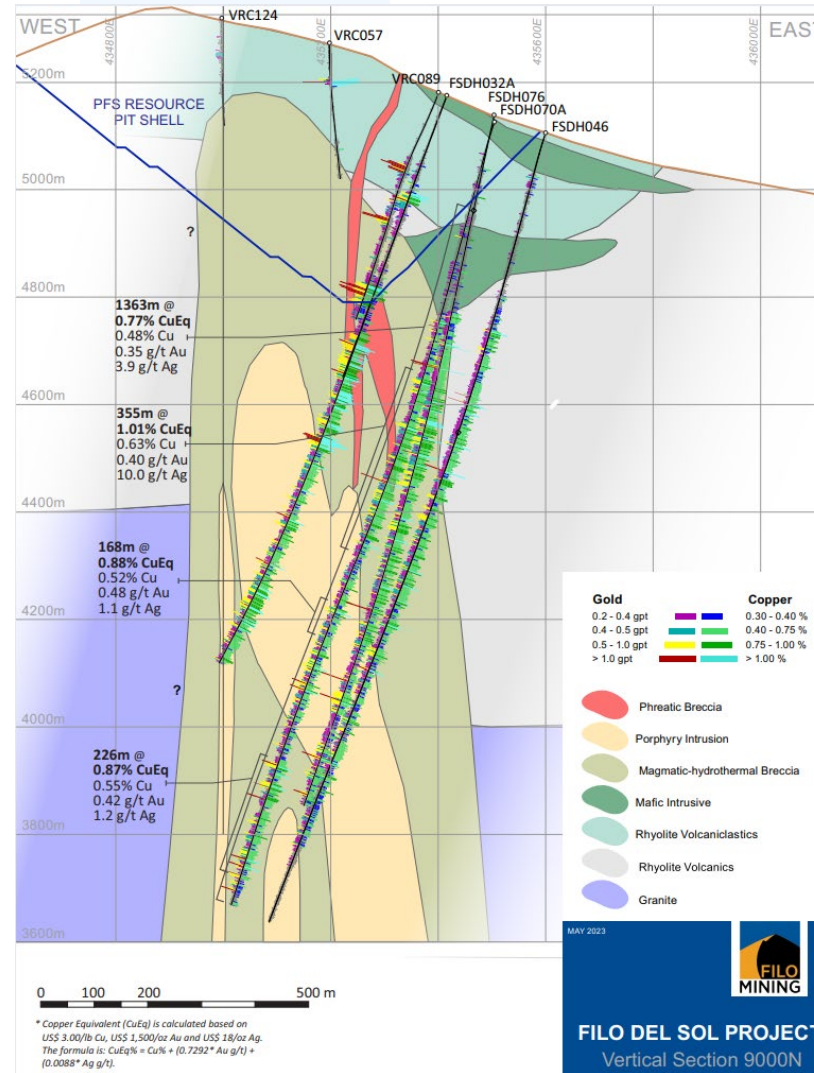 WEST
EAST
434800E
435600E
436000E
VRC124
VRC057
VRC089
FSDH032A
FSDH076
FSDH070A
FSDH046
PFS RESOURCE
PIT SHELL
5200m
5000m
4800m
4600m
4400m
4200m
4000m
3800m
3600m
?
?
1363m @
0.77% CuEq
0.48% Cu
0.35 g/t Au
3.9 g/t Ag
355m @
1.01% CuEq
0.63% Cu
0.40 g/t Au
10.0 g/t Ag
168m @
0.88% CuEq
0.52% Cu
0.48 g/t Au
1.1 g/t Ag
226m @
0.87% CuEq
0.55% Cu
0.42 g/t Au
1.2 g/t Ag
Gold Copper
0.2 - 0.4 gpt 0.30 - 0.40 %
0.4 - 0.5 gpt 0.40 - 0.75 %
0.5 - 1.0 gpt 0.75 - 1.00 %
> 1.0 gpt > 1.00 %
Phreatic Breccia
Porphyry Intrusion
Magmatic-hydrothermal Breccia
Mafic Intrusive
Rhyolite Volcaniclastics
Rhyolite Volcanics
Granite
0 100 200 500 m
* Copper Equivalent (CuEq) is calculated based on
US$ 3.00/lb Cu, US$ 1,500/oz Au and US$ 18/oz Ag.
The formula is: CuEq% = Cu% + (0.7292* Au g/t) +
(0.0088* Ag g/t).
MAY 2023
FILO
MINING
FILO DEL SOL PROJECT
Vertical Section 9000N